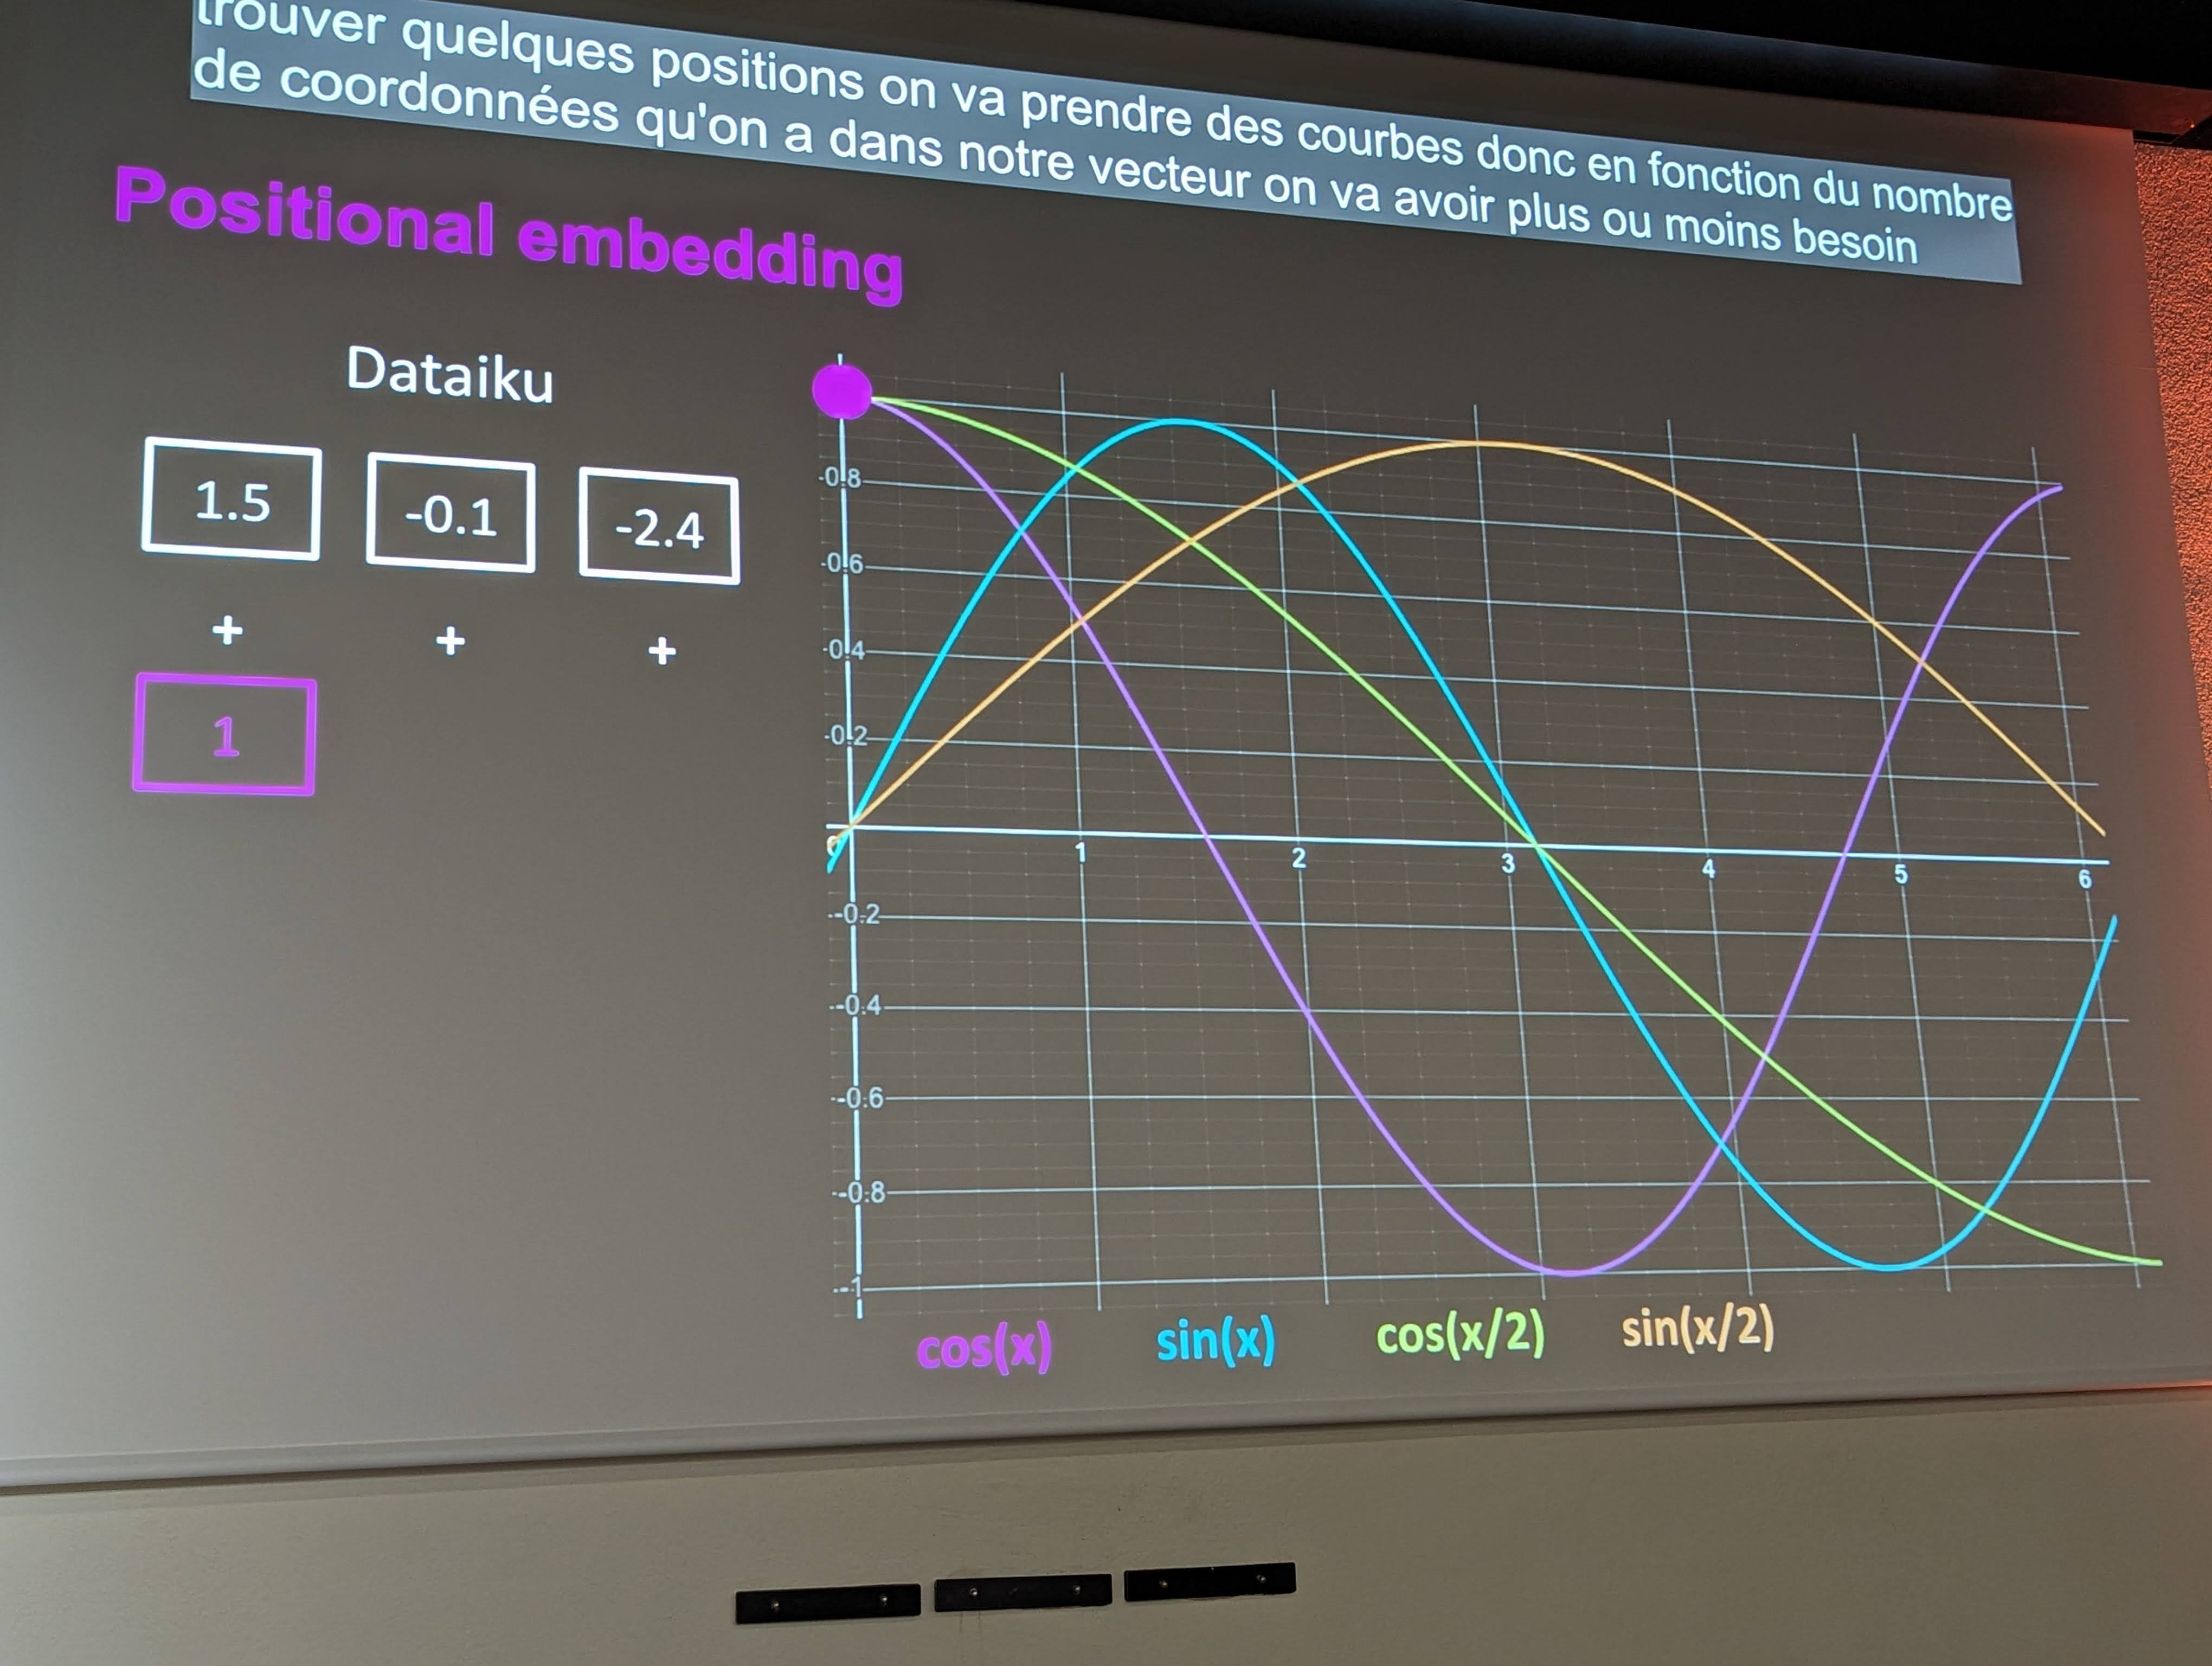 trouver quelques positions on va prendre des courbes donc en fonction du nombre
de coordonnées qu'on a dans notre vecteur on va avoir plus ou moins besoin
Positional embedding
Dataiku
1.5 -0.1 -2.4
+ + +
1
0.8
0.6
0.4
0.2
0 1 2 3 4 5 6
-0.2
-0.4
-0.6
-0.8
-1
cos(x) sin(x) cos(x/2) sin(x/2)